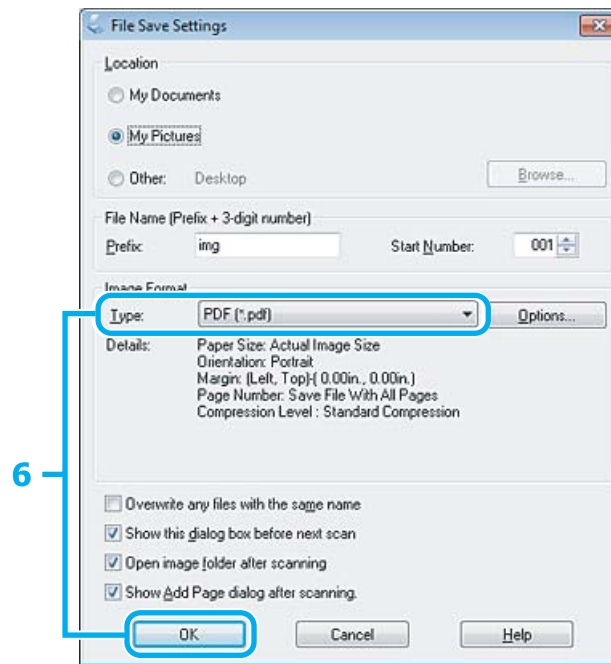 File Save Settings
Location
My Documents
My Pictures
Other: Desktop Browse...
File Name (Prefix + 3-digit number)
Prefix: img Start Number: 001
Image Format
Type: PDF (*.pdf) Options...
Details: Paper Size: Actual Image Size
Orientation: Portrait
Margin: (Left, Top)-( 0.00in., 0.00in.)
Page Number: Save File With All Pages
Compression Level : Standard Compression
6
Overwrite any files with the same name
Show this dialog box before next scan
Open image folder after scanning
Show Add Page dialog after scanning.
OK Cancel Help